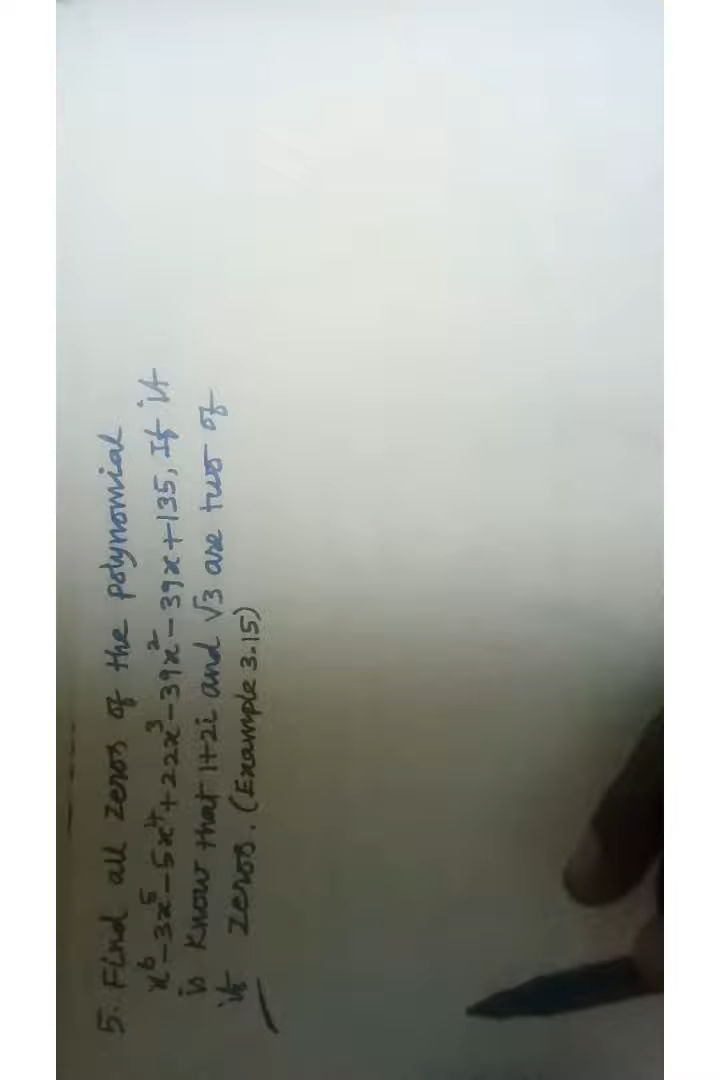 5. Find all zeros of the polynomial
x⁶-3x⁵-5x⁴+22x³-39x²-39x+135, If it
is know that 1+2i and √3 are two of
its zeros. (Example 3.15)